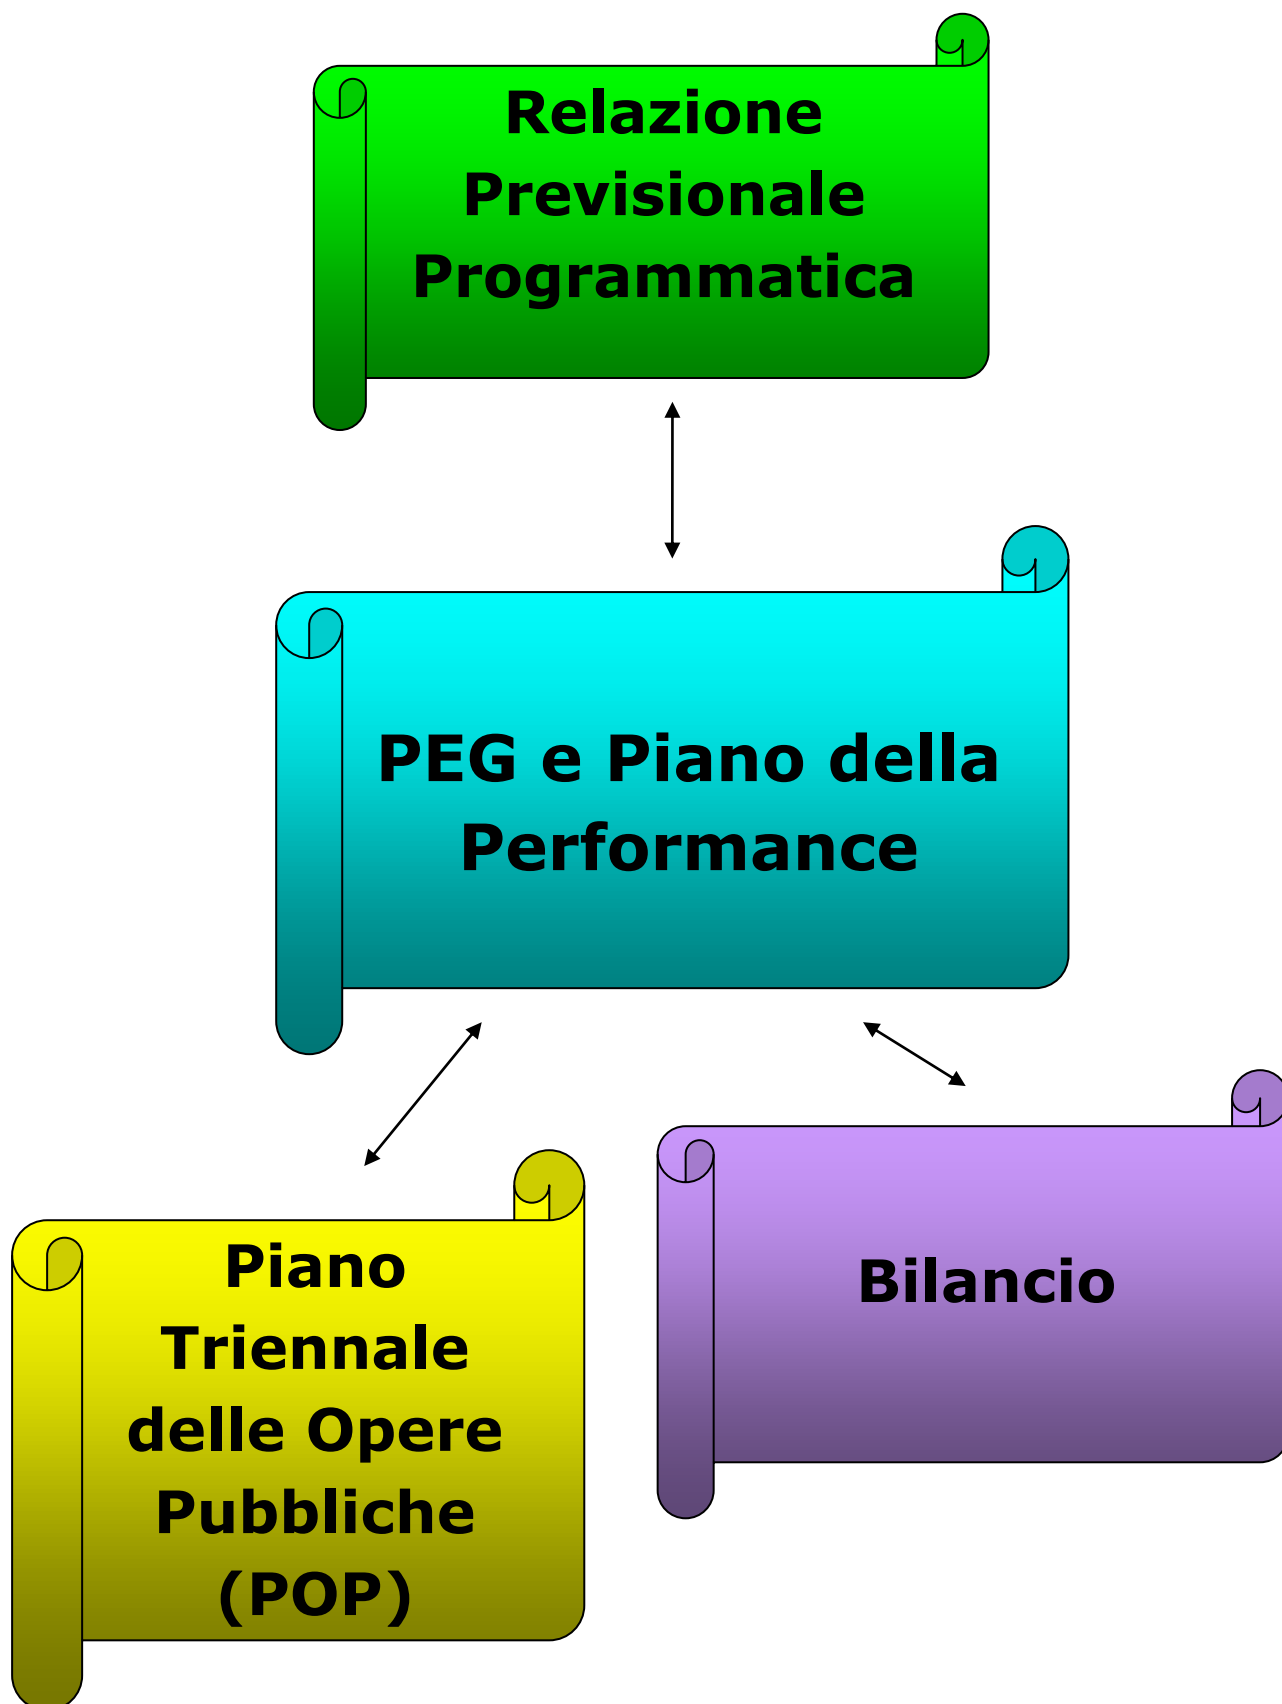 Relazione
Previsionale
Programmatica
PEG e Piano della
Performance
Piano
Triennale
delle Opere
Pubbliche
(POP)
Bilancio